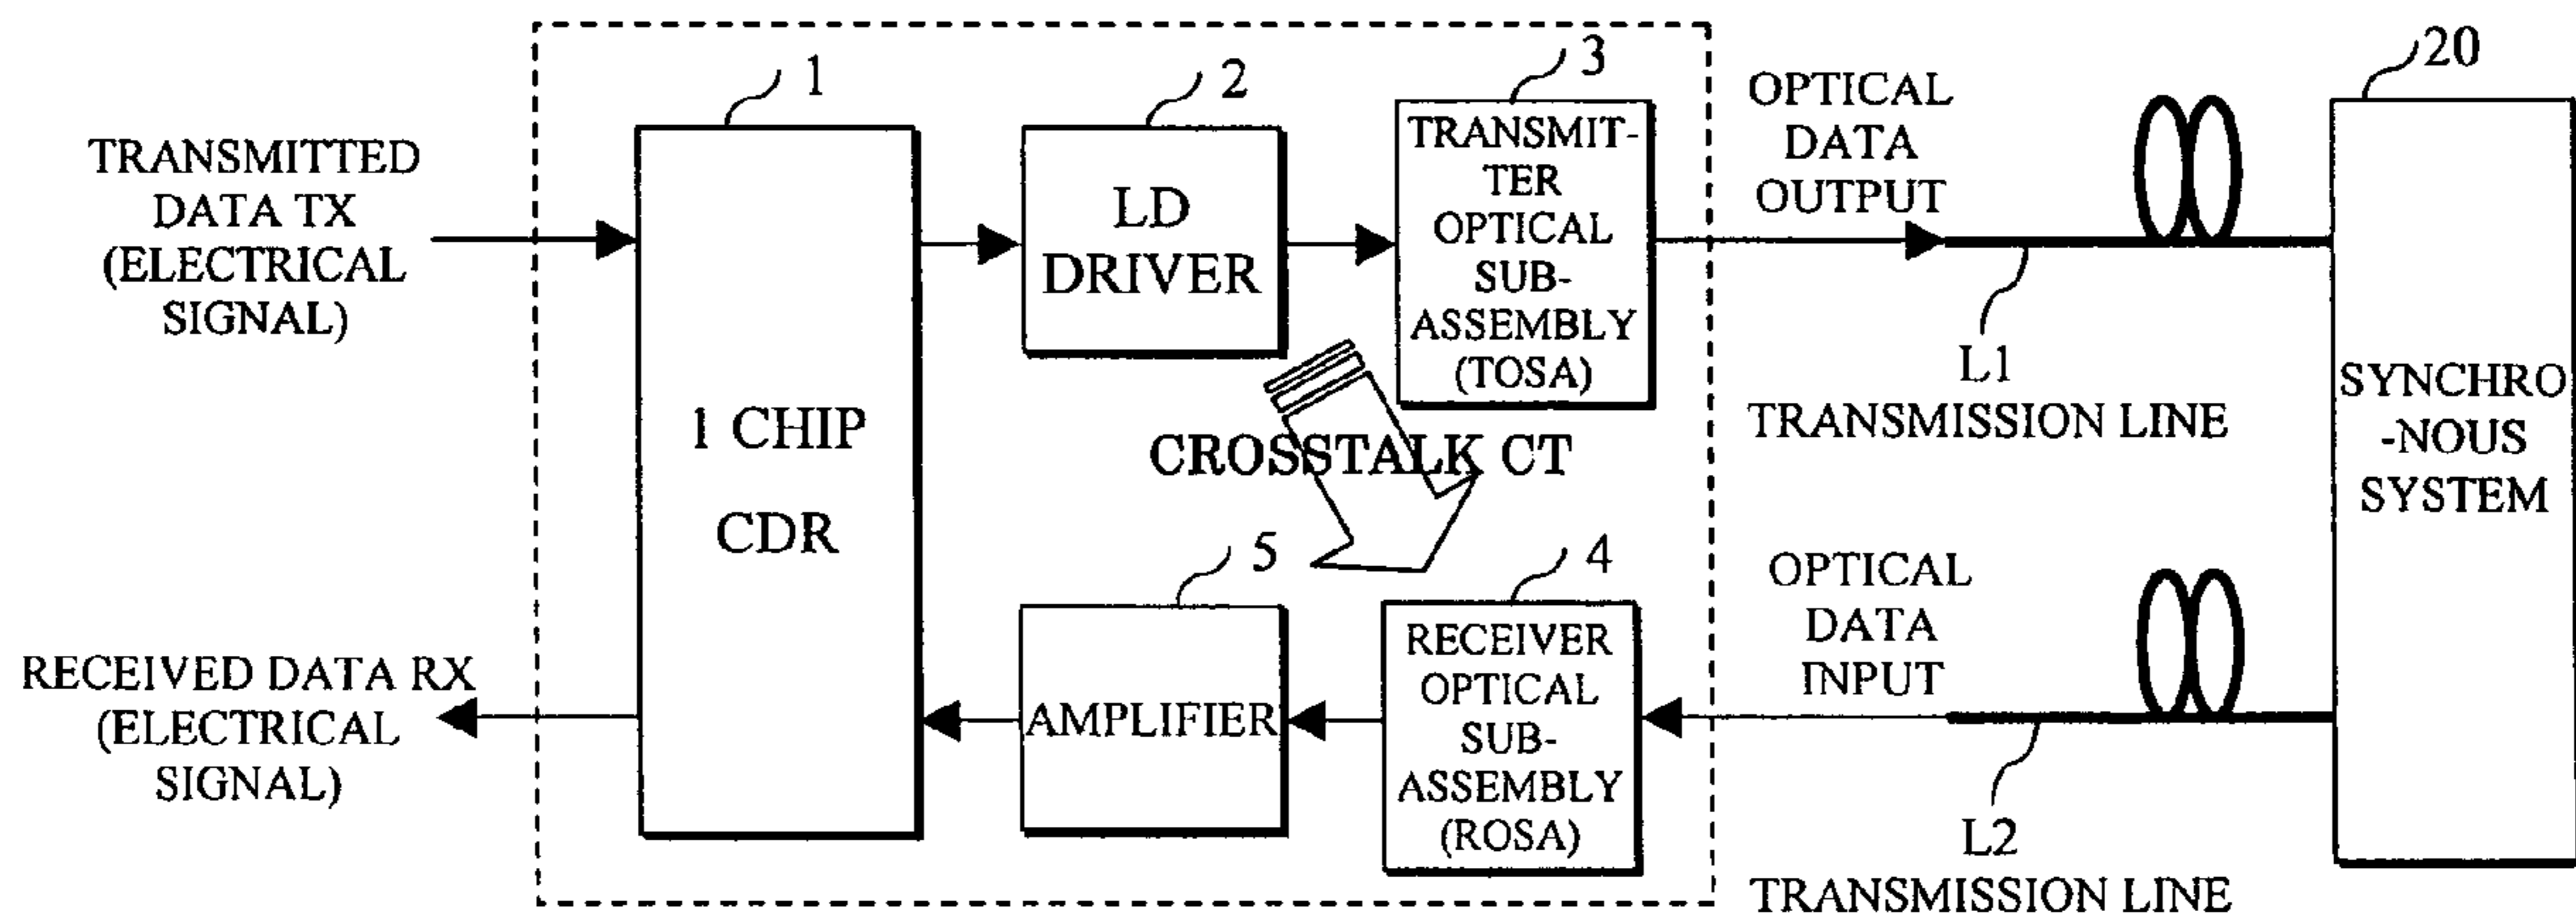 TRANSMITTED
DATA TX
(ELECTRICAL
SIGNAL)
1
1 CHIP
CDR
2
LD
DRIVER
3
TRANSMIT-
TER
OPTICAL
SUB-
ASSEMBLY
(TOSA)
OPTICAL
DATA
OUTPUT
L1
TRANSMISSION LINE
20
SYNCHRO
-NOUS
SYSTEM
CROSSTALK CT
RECEIVED DATA RX
(ELECTRICAL
SIGNAL)
5
AMPLIFIER
4
RECEIVER
OPTICAL
SUB-
ASSEMBLY
(ROSA)
OPTICAL
DATA
INPUT
L2
TRANSMISSION LINE